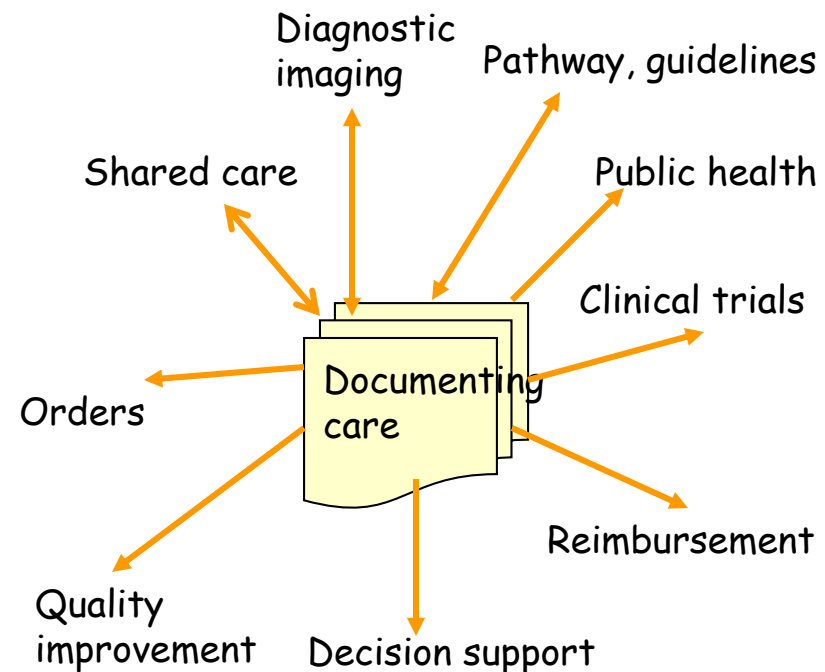 Diagnostic
imaging
Pathway, guidelines
Shared care
Public health
Clinical trials
Documenting
care
Orders
Reimbursement
Quality
improvement
Decision support